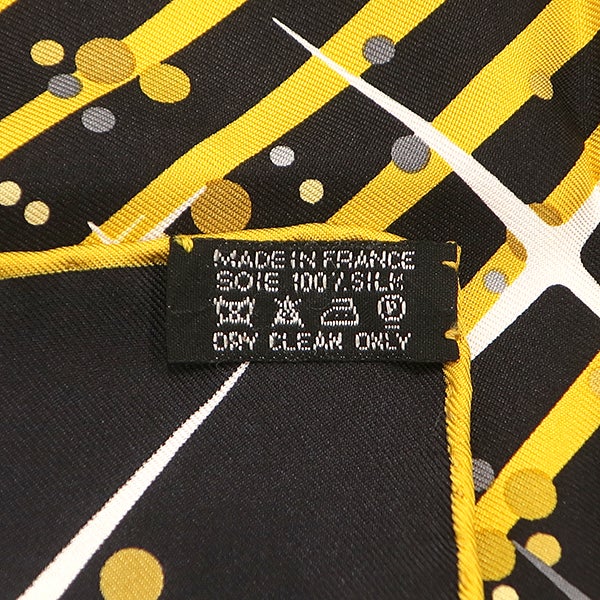 MADE IN FRANCE
SOIE 100% SILK
DRY CLEAN ONLY